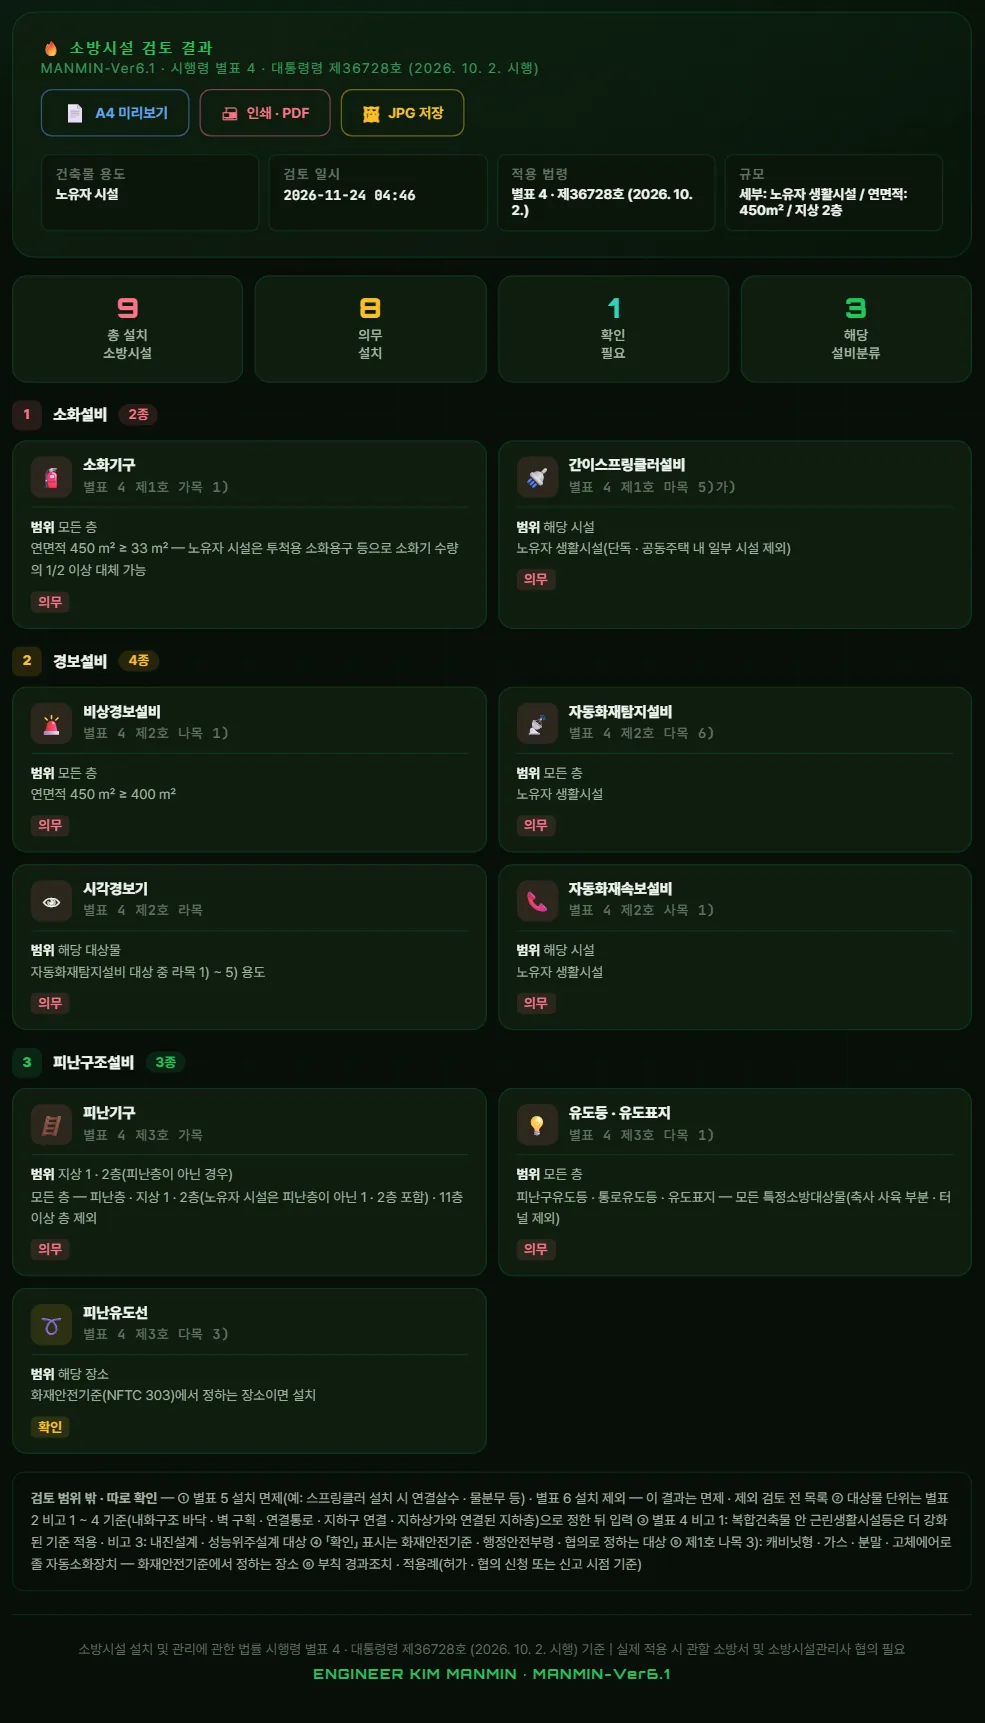 소방시설 검토 결과
MANMIN-Ver6.1 · 시행령 별표 4 · 대통령령 제36728호 (2026. 10. 2. 시행)
A4 미리보기
인쇄 · PDF
JPG 저장
건축물 용도
노유자 시설
검토 일시
2026-11-24 04:46
적용 법령
별표 4 · 제36728호 (2026. 10.
2.)
규모
세부: 노유자 생활시설 / 연면적:
450m² / 지상 2층
9
총 설치
소방시설
8
의무
설치
1
확인
필요
3
해당
설비분류
1 소화설비 2종
소화기구
별표 4 제1호 가목 1)
범위 모든 층
연면적 450 m² ≥ 33 m² — 노유자 시설은 투척용 소화용구 등으로 소화기 수량
의 1/2 이상 대체 가능
의무
간이스프링클러설비
별표 4 제1호 마목 5)가)
범위 해당 시설
노유자 생활시설(단독 · 공동주택 내 일부 시설 제외)
의무
2 경보설비 4종
비상경보설비
별표 4 제2호 나목 1)
범위 모든 층
연면적 450 m² ≥ 400 m²
의무
자동화재탐지설비
별표 4 제2호 다목 6)
범위 모든 층
노유자 생활시설
의무
시각경보기
별표 4 제2호 라목
범위 해당 대상물
자동화재탐지설비 대상 중 라목 1) ~ 5) 용도
의무
자동화재속보설비
별표 4 제2호 사목 1)
범위 해당 시설
노유자 생활시설
의무
3 피난구조설비 3종
피난기구
별표 4 제3호 가목
범위 지상 1 · 2층(피난층이 아닌 경우)
모든 층 — 피난층 · 지상 1 · 2층(노유자 시설은 피난층이 아닌 1 · 2층 포함) · 11층
이상 층 제외
의무
유도등 · 유도표지
별표 4 제3호 다목 1)
범위 모든 층
피난구유도등 · 통로유도등 · 유도표지 — 모든 특정소방대상물(축사 사육 부분 · 터
널 제외)
의무
피난유도선
별표 4 제3호 다목 3)
범위 해당 장소
화재안전기준(NFTC 303)에서 정하는 장소이면 설치
확인
검토 범위 밖 · 따로 확인 — ① 별표 5 설치 면제(예: 스프링클러 설치 시 연결살수 · 물분무 등) · 별표 6 설치 제외 — 이 결과는 면제 · 제외 검토 전 목록 ② 대상물 단위는 별표
2 비고 1 ~ 4 기준(내화구조 바닥 · 벽 구획 · 연결통로 · 지하구 연결 · 지하상가와 연결된 지하층)으로 정한 뒤 입력 ③ 별표 4 비고 1: 복합건축물 안 근린생활시설등은 더 강화
된 기준 적용 · 비고 3: 내진설계 · 성능위주설계 대상 ④ 「확인」 표시는 화재안전기준 · 행정안전부령 · 협의로 정하는 대상 ⑤ 제1호 나목 3): 캐비닛형 · 가스 · 분말 · 고체에어로
졸 자동소화장치 — 화재안전기준에서 정하는 장소 ⑥ 부칙 경과조치 · 적용례(허가 · 협의 신청 또는 신고 시점 기준)
소방시설 설치 및 관리에 관한 법률 시행령 별표 4 · 대통령령 제36728호 (2026. 10. 2. 시행) 기준 | 실제 적용 시 관할 소방서 및 소방시설관리사 협의 필요
ENGINEER KIM MANMIN · MANMIN-Ver6.1